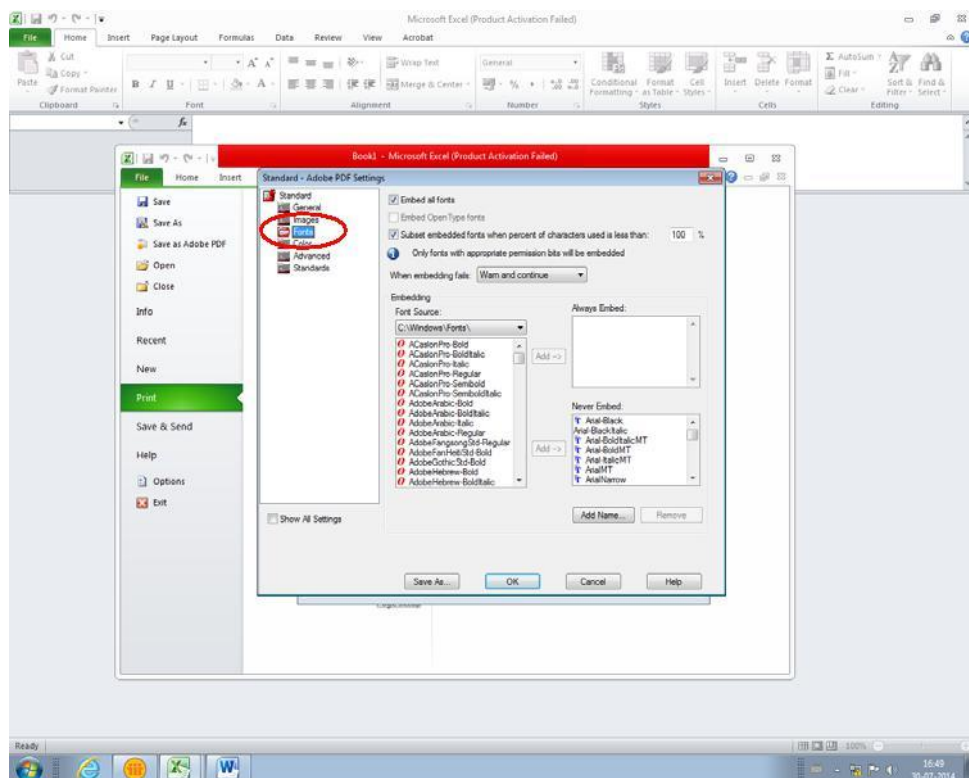 Microsoft Excel (Product Activation Failed)
File Home Insert Page Layout Formulas Data Review View Acrobat
Cut
Copy
Format Painter
Paste
B I U
A A
A
Wrap Text
Merge & Center
General
%
Conditional Formatting
Format as Table
Cell Styles
Insert Delete Format
AutoSum
Fill
Clear
Sort & Filter
Find & Select
Clipboard Font Alignment Number Styles Cells Editing
fx
Book1 - Microsoft Excel (Product Activation Failed)
File Home Insert
Save
Save As
Save as Adobe PDF
Open
Close
Info
Recent
New
Print
Save & Send
Help
Options
Exit
Standard - Adobe PDF Settings
Standard
General
Images
Fonts
Color
Advanced
Standards
Show All Settings
Embed all fonts
Embed OpenType fonts
Subset embedded fonts when percent of characters used is less than: 100 %
Only fonts with appropriate permission bits will be embedded
When embedding fails: Warn and continue
Embedding
Font Source:
C:\Windows\Fonts\
ACaslonPro-Bold
ACaslonPro-BoldItalic
ACaslonPro-Italic
ACaslonPro-Regular
ACaslonPro-Semibold
ACaslonPro-SemiboldItalic
AdobeArabic-Bold
AdobeArabic-BoldItalic
AdobeArabic-Italic
AdobeArabic-Regular
AdobeFangsongStd-Regular
AdobeFanHeitiStd-Bold
AdobeGothicStd-Bold
AdobeHebrew-Bold
AdobeHebrew-BoldItalic
Add ->
Add ->
Always Embed:
Never Embed:
Arial-Black
Arial-BlackItalic
Arial-BoldItalicMT
Arial-BoldMT
Arial-ItalicMT
ArialMT
ArialNarrow
Add Name... Remove
Save As... OK Cancel Help
Ready
100%
16:49
30-07-2014